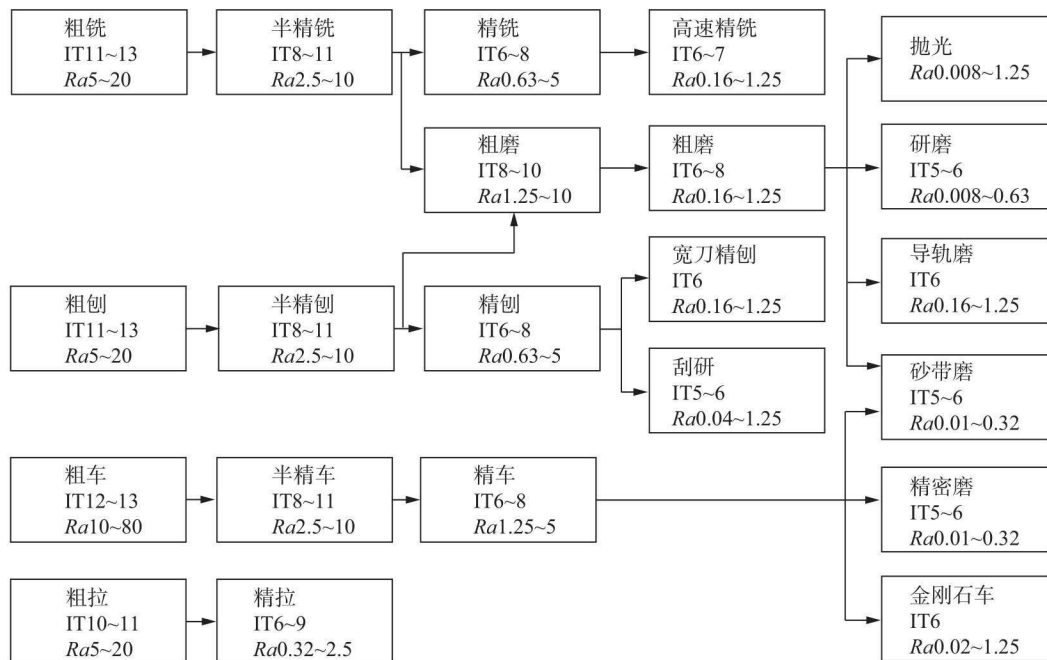 粗铣
IT11~13
Ra5~20
半精铣
IT8~11
Ra2.5~10
精铣
IT6~8
Ra0.63~5
高速精铣
IT6~7
Ra0.16~1.25
抛光
Ra0.008~1.25
粗磨
IT8~10
Ra1.25~10
粗磨
IT6~8
Ra0.16~1.25
研磨
IT5~6
Ra0.008~0.63
粗刨
IT11~13
Ra5~20
半精刨
IT8~11
Ra2.5~10
精刨
IT6~8
Ra0.63~5
宽刀精刨
IT6
Ra0.16~1.25
导轨磨
IT6
Ra0.16~1.25
刮研
IT5~6
Ra0.04~1.25
砂带磨
IT5~6
Ra0.01~0.32
粗车
IT12~13
Ra10~80
半精车
IT8~11
Ra2.5~10
精车
IT6~8
Ra1.25~5
精密磨
IT5~6
Ra0.01~0.32
粗拉
IT10~11
Ra5~20
精拉
IT6~9
Ra0.32~2.5
金刚石车
IT6
Ra0.02~1.25